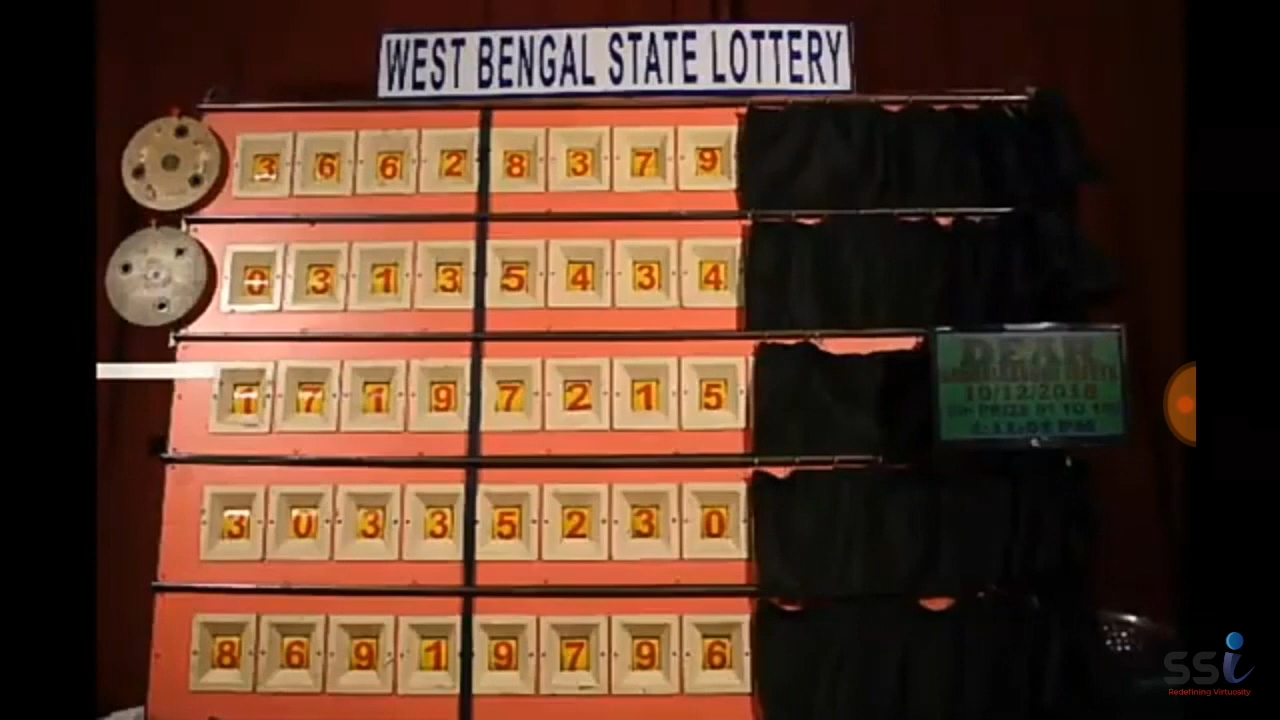 WEST BENGAL STATE LOTTERY
3 6 6 2 8 3 7 9
0 3 1 3 5 4 3 4
1 7 1 9 7 2 1 5
DEAR
10/12/2018
3 0 3 3 5 2 3 0
8 6 9 1 9 7 9 6
ssi
Redefining Virtuosity